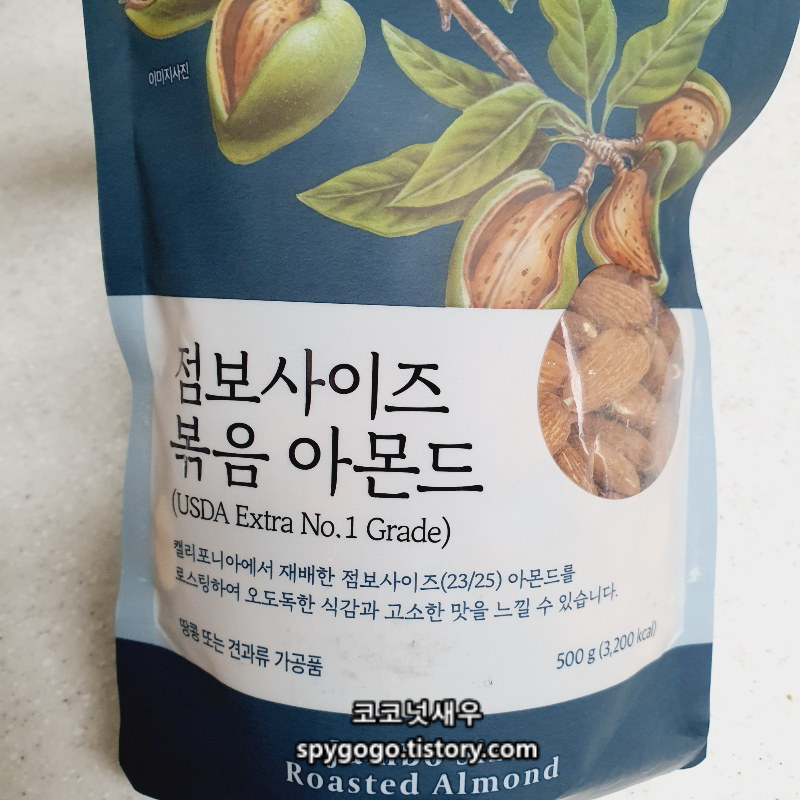 이미지사진
점보사이즈
볶음 아몬드
(USDA Extra No.1 Grade)
캘리포니아에서 재배한 점보사이즈(23/25) 아몬드를
로스팅하여 오도독한 식감과 고소한 맛을 느낄 수 있습니다.
땅콩 또는 견과류 가공품
500 g (3,200 kcal)
코코넛새우
spygogo.tistory.com
Roasted Almond